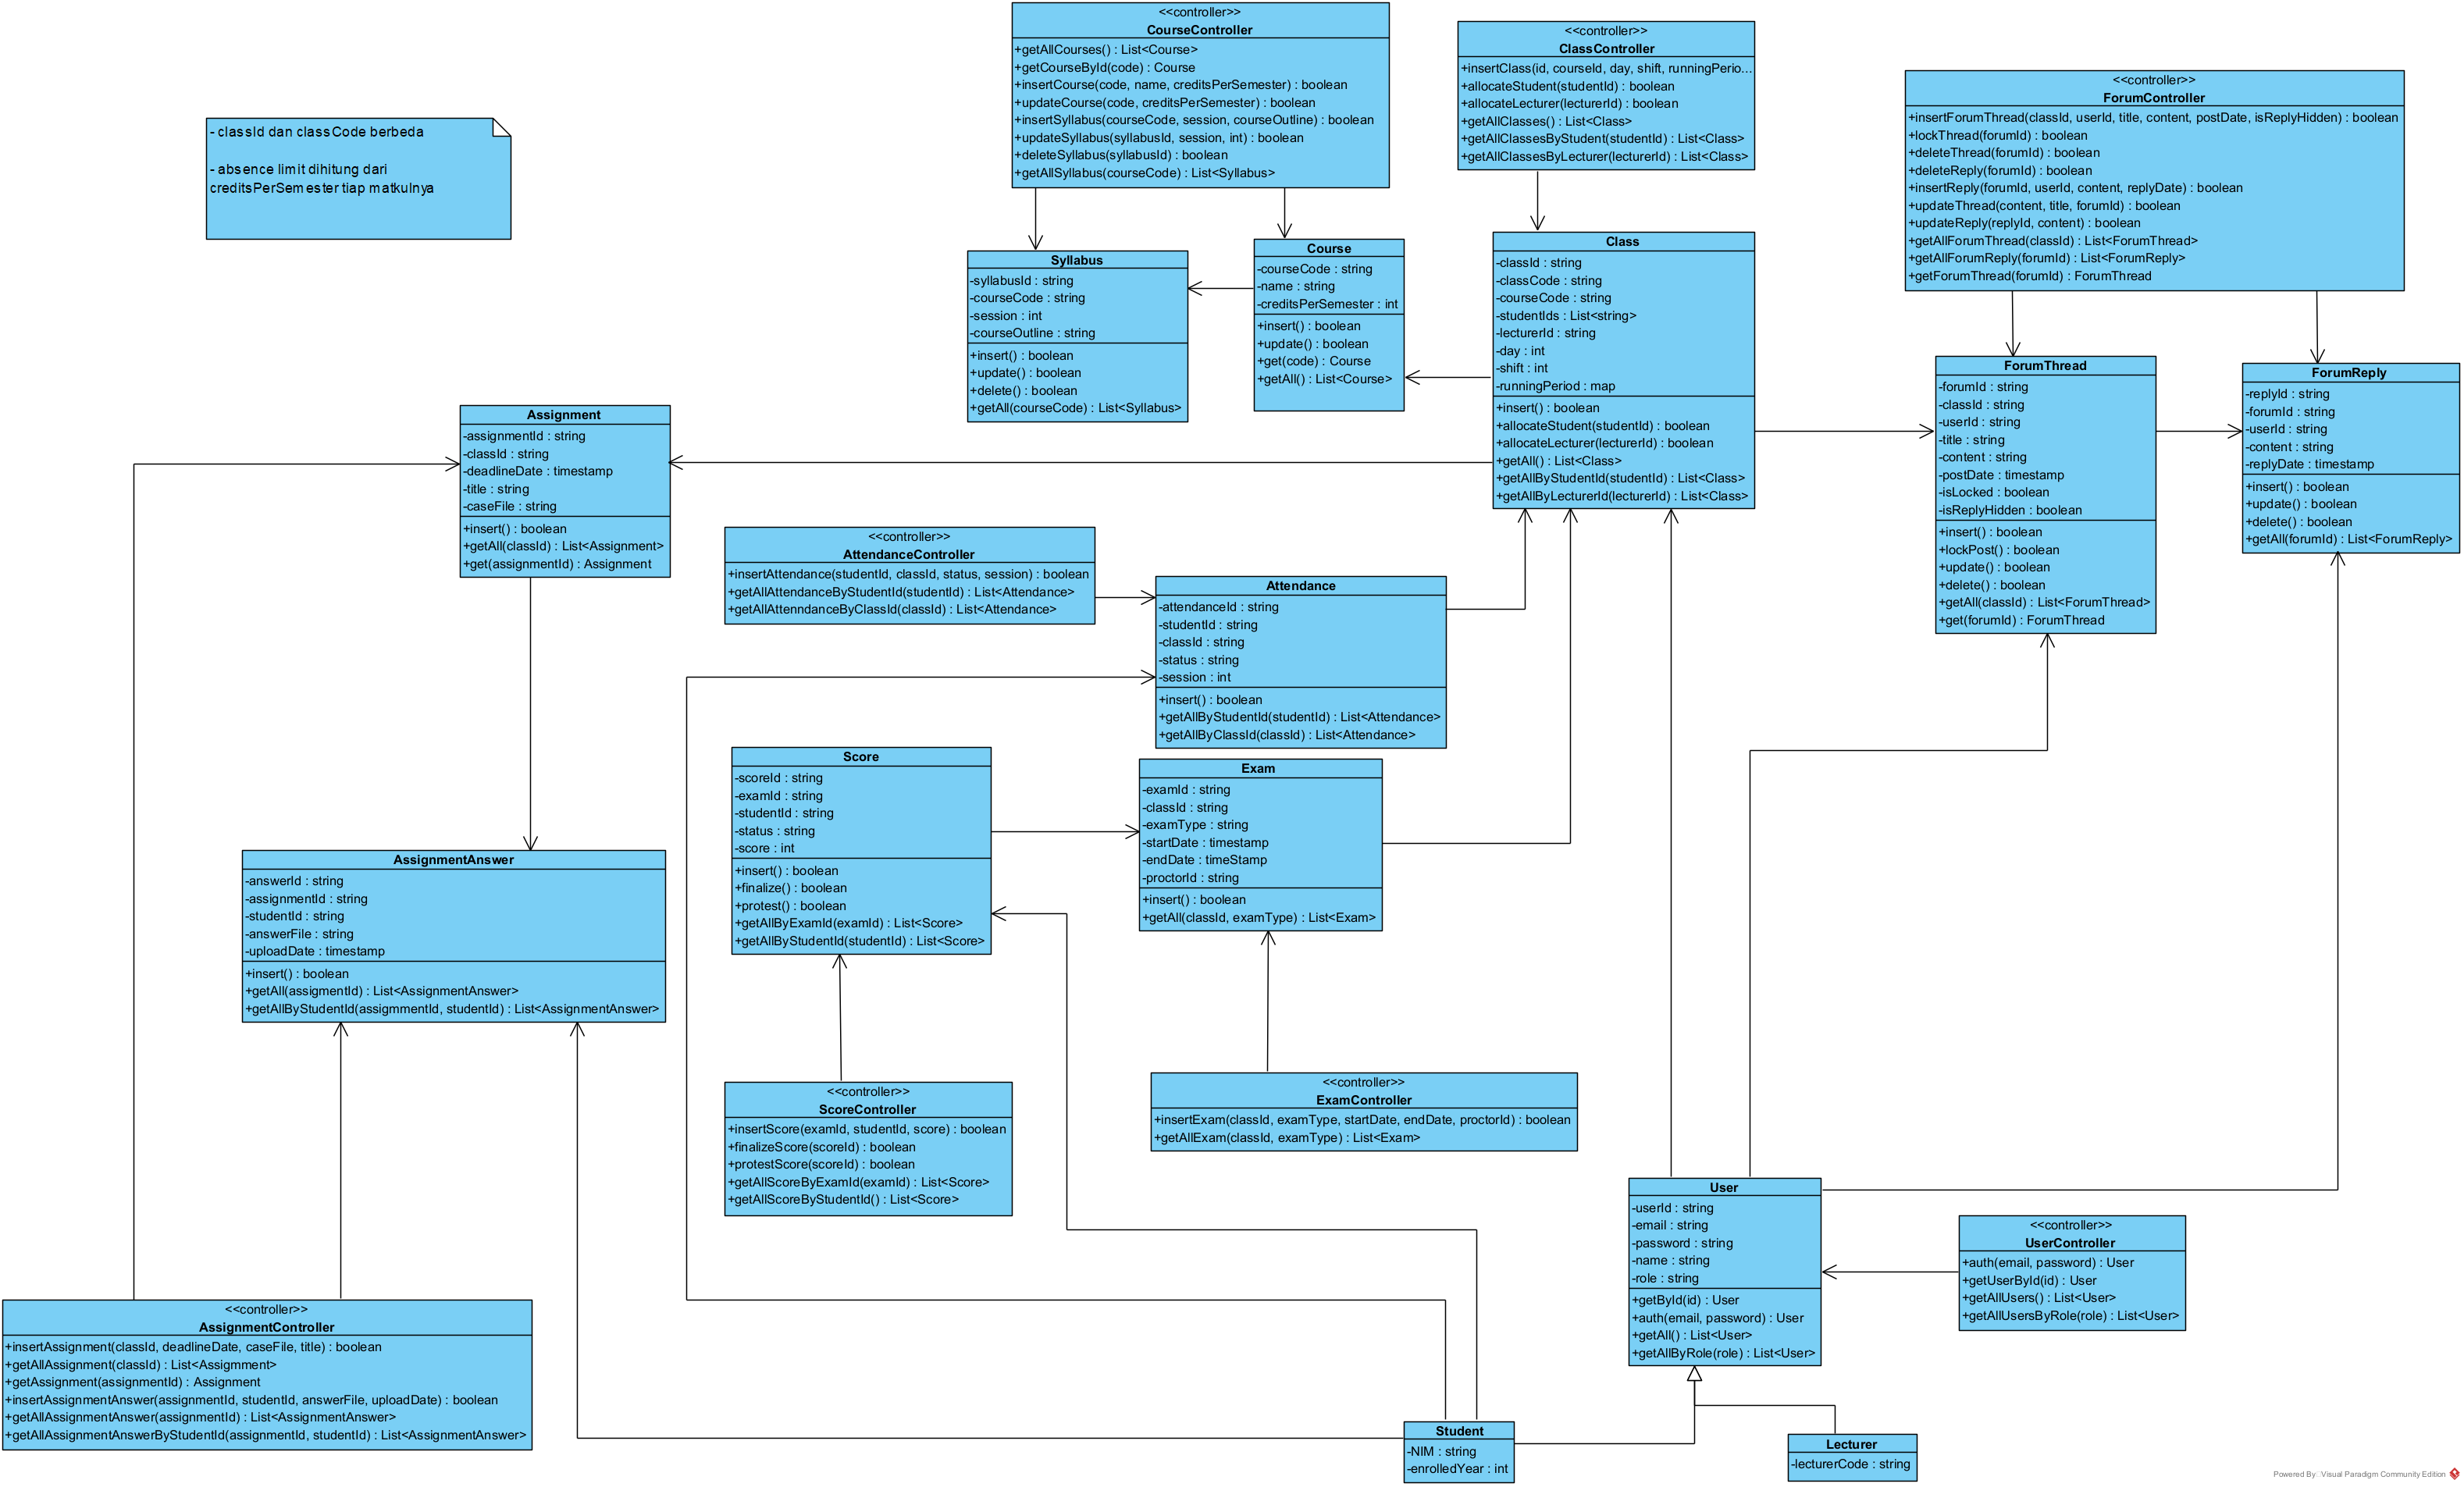 <<controller>>
CourseController
+getAllCourses() : List<Course>
+getCourseById(code) : Course
+insertCourse(code, name, creditsPerSemester) : boolean
+updateCourse(code, creditsPerSemester) : boolean
+insertSyllabus(courseCode, session, courseOutline) : boolean
+updateSyllabus(syllabusId, session, int) : boolean
+deleteSyllabus(syllabusId) : boolean
+getAllSyllabus(courseCode) : List<Syllabus>
<<controller>>
ClassController
+insertClass(id, courseId, day, shift, runningPerio...
+allocateStudent(studentId) : boolean
+allocateLecturer(lecturerId) : boolean
+getAllClasses() : List<Class>
+getAllClassesByStudent(studentId) : List<Class>
+getAllClassesByLecturer(lecturerId) : List<Class>
<<controller>>
ForumController
+insertForumThread(classId, userId, title, content, postDate, isReplyHidden) : boolean
+lockThread(forumId) : boolean
+deleteThread(forumId) : boolean
+deleteReply(forumId) : boolean
+insertReply(forumId, userId, content, replyDate) : boolean
+updateThread(content, title, forumId) : boolean
+updateReply(replyId, content) : boolean
+getAllForumThread(classId) : List<ForumThread>
+getAllForumReply(forumId) : List<ForumReply>
+getForumThread(forumId) : ForumThread
- classId dan classCode berbeda
- absence limit dihitung dari
creditsPerSemester tiap matkulnya
Syllabus
-syllabusId : string
-courseCode : string
-session : int
-courseOutline : string
+insert() : boolean
+update() : boolean
+delete() : boolean
+getAll(courseCode) : List<Syllabus>
Course
-courseCode : string
-name : string
-creditsPerSemester : int
+insert() : boolean
+update() : boolean
+get(code) : Course
+getAll() : List<Course>
Class
-classId : string
-classCode : string
-courseCode : string
-studentIds : List<string>
-lecturerId : string
-day : int
-shift : int
-runningPeriod : map
+insert() : boolean
+allocateStudent(studentId) : boolean
+allocateLecturer(lecturerId) : boolean
+getAll() : List<Class>
+getAllByStudentId(studentId) : List<Class>
+getAllByLecturerId(lecturerId) : List<Class>
ForumThread
-forumId : string
-classId : string
-userId : string
-title : string
-content : string
-postDate : timestamp
-isLocked : boolean
-isReplyHidden : boolean
+insert() : boolean
+lockPost() : boolean
+update() : boolean
+delete() : boolean
+getAll(classId) : List<ForumThread>
+get(forumId) : ForumThread
ForumReply
-replyId : string
-forumId : string
-userId : string
-content : string
-replyDate : timestamp
+insert() : boolean
+update() : boolean
+delete() : boolean
+getAll(forumId) : List<ForumReply>
Assignment
-assignmentId : string
-classId : string
-deadlineDate : timestamp
-title : string
-caseFile : string
+insert() : boolean
+getAll(classId) : List<Assignment>
+get(assignmentId) : Assignment
<<controller>>
AttendanceController
+insertAttendance(studentId, classId, status, session) : boolean
+getAllAttendanceByStudentId(studentId) : List<Attendance>
+getAllAttenndanceByClassId(classId) : List<Attendance>
Attendance
-attendanceId : string
-studentId : string
-classId : string
-status : string
-session : int
+insert() : boolean
+getAllByStudentId(studentId) : List<Attendance>
+getAllByClassId(classId) : List<Attendance>
Score
-scoreId : string
-examId : string
-studentId : string
-status : string
-score : int
+insert() : boolean
+finalize() : boolean
+protest() : boolean
+getAllByExamId(examId) : List<Score>
+getAllByStudentId(studentId) : List<Score>
Exam
-examId : string
-classId : string
-examType : string
-startDate : timestamp
-endDate : timeStamp
-proctorId : string
+insert() : boolean
+getAll(classId, examType) : List<Exam>
AssignmentAnswer
-answerId : string
-assignmentId : string
-studentId : string
-answerFile : string
-uploadDate : timestamp
+insert() : boolean
+getAll(assigmentId) : List<AssignmentAnswer>
+getAllByStudentId(assigmmentId, studentId) : List<AssignmentAnswer>
<<controller>>
ScoreController
+insertScore(examId, studentId, score) : boolean
+finalizeScore(scoreId) : boolean
+protestScore(scoreId) : boolean
+getAllScoreByExamId(examId) : List<Score>
+getAllScoreByStudentId() : List<Score>
<<controller>>
ExamController
+insertExam(classId, examType, startDate, endDate, proctorId) : boolean
+getAllExam(classId, examType) : List<Exam>
User
-userId : string
-email : string
-password : string
-name : string
-role : string
+getById(id) : User
+auth(email, password) : User
+getAll() : List<User>
+getAllByRole(role) : List<User>
<<controller>>
UserController
+auth(email, password) : User
+getUserById(id) : User
+getAllUsers() : List<User>
+getAllUsersByRole(role) : List<User>
<<controller>>
AssignmentController
+insertAssignment(classId, deadlineDate, caseFile, title) : boolean
+getAllAssignment(classId) : List<Assigmment>
+getAssignment(assignmentId) : Assignment
+insertAssignmentAnswer(assignmentId, studentId, answerFile, uploadDate) : boolean
+getAllAssignmentAnswer(assignmentId) : List<AssignmentAnswer>
+getAllAssignmentAnswerByStudentId(assignmentId, studentId) : List<AssignmentAnswer>
Student
-NIM : string
-enrolledYear : int
Lecturer
-lecturerCode : string
Powered By: Visual Paradigm Community Edition